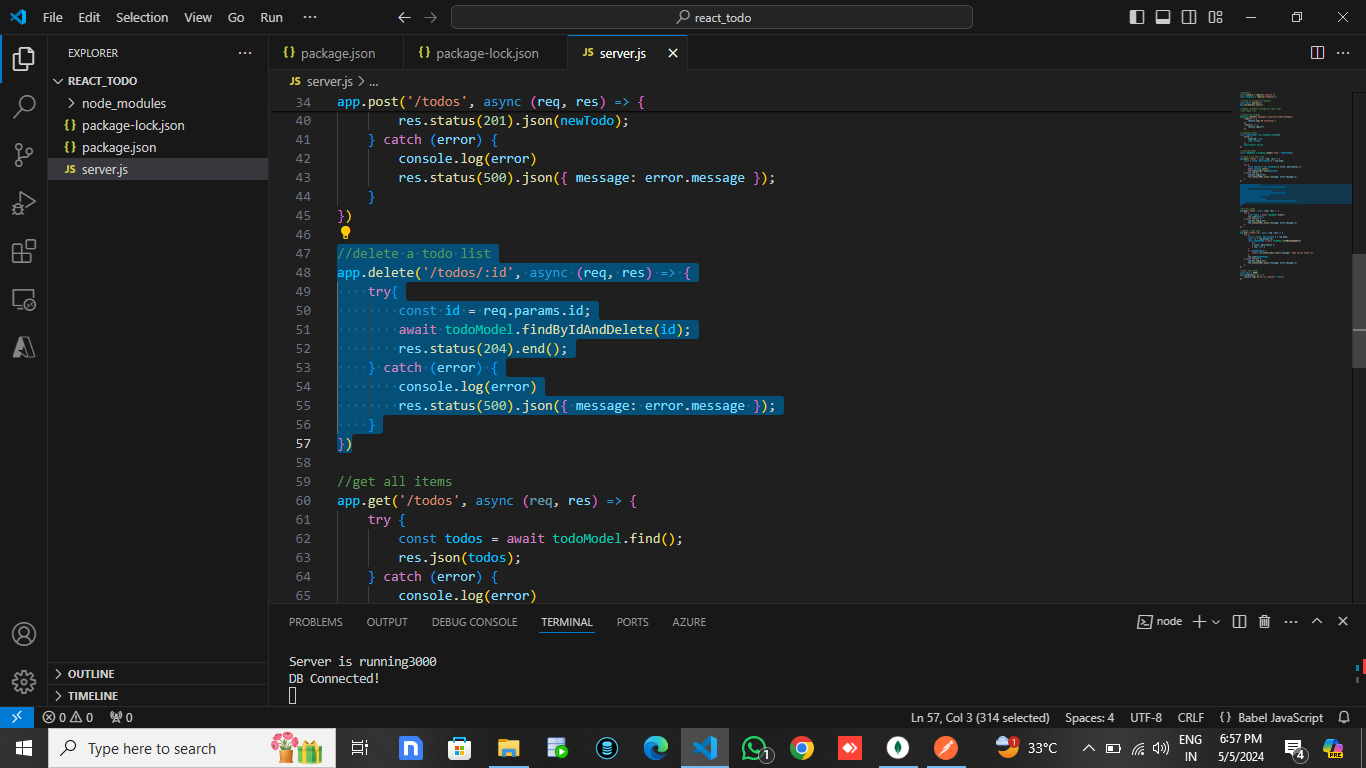 File Edit Selection View Go Run ···
react_todo
EXPLORER
REACT_TODO
node_modules
{} package-lock.json
{} package.json
JS server.js
OUTLINE
TIMELINE
{} package.json
{} package-lock.json
JS server.js
JS server.js > ...
34 app.post('/todos', async (req, res) => {
40 res.status(201).json(newTodo);
41 } catch (error) {
42 console.log(error)
43 res.status(500).json({ message: error.message });
44 }
45 })
46
47 //delete a todo list
48 app.delete('/todos/:id', async (req, res) => {
49 try{
50 const id = req.params.id;
51 await todoModel.findByIdAndDelete(id);
52 res.status(204).end();
53 } catch (error) {
54 console.log(error)
55 res.status(500).json({ message: error.message });
56 }
57 })
58
59 //get all items
60 app.get('/todos', async (req, res) => {
61 try {
62 const todos = await todoModel.find();
63 res.json(todos);
64 } catch (error) {
65 console.log(error)
PROBLEMS OUTPUT DEBUG CONSOLE TERMINAL PORTS AZURE
node
Server is running3000
DB Connected!
0 0 0
Ln 57, Col 3 (314 selected) Spaces: 4 UTF-8 CRLF {} Babel JavaScript
Type here to search
1
1
33°C
ENG
IN
6:57 PM
5/5/2024
4
PRE